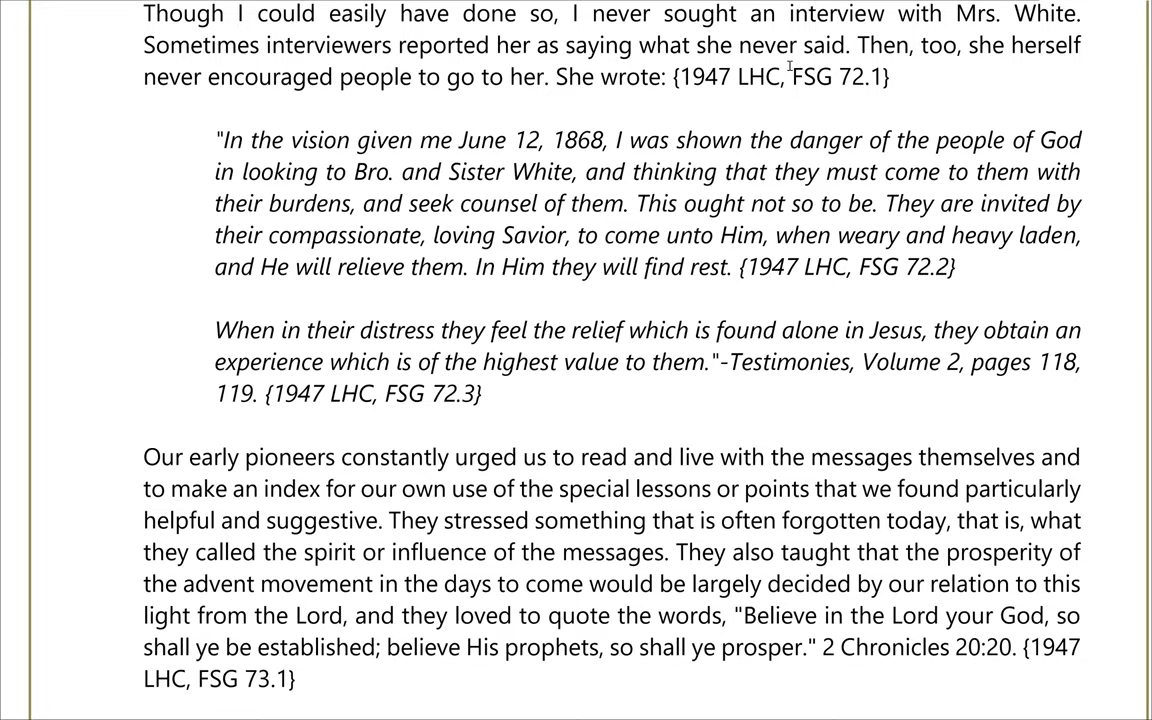 Though I could easily have done so, I never sought an interview with Mrs. White.
Sometimes interviewers reported her as saying what she never said. Then, too, she herself
never encouraged people to go to her. She wrote: {1947 LHC, FSG 72.1}
"In the vision given me June 12, 1868, I was shown the danger of the people of God
in looking to Bro. and Sister White, and thinking that they must come to them with
their burdens, and seek counsel of them. This ought not so to be. They are invited by
their compassionate, loving Savior, to come unto Him, when weary and heavy laden,
and He will relieve them. In Him they will find rest. {1947 LHC, FSG 72.2}
When in their distress they feel the relief which is found alone in Jesus, they obtain an
experience which is of the highest value to them."-Testimonies, Volume 2, pages 118,
119. {1947 LHC, FSG 72.3}
Our early pioneers constantly urged us to read and live with the messages themselves and
to make an index for our own use of the special lessons or points that we found particularly
helpful and suggestive. They stressed something that is often forgotten today, that is, what
they called the spirit or influence of the messages. They also taught that the prosperity of
the advent movement in the days to come would be largely decided by our relation to this
light from the Lord, and they loved to quote the words, "Believe in the Lord your God, so
shall ye be established; believe His prophets, so shall ye prosper." 2 Chronicles 20:20. {1947
LHC, FSG 73.1}